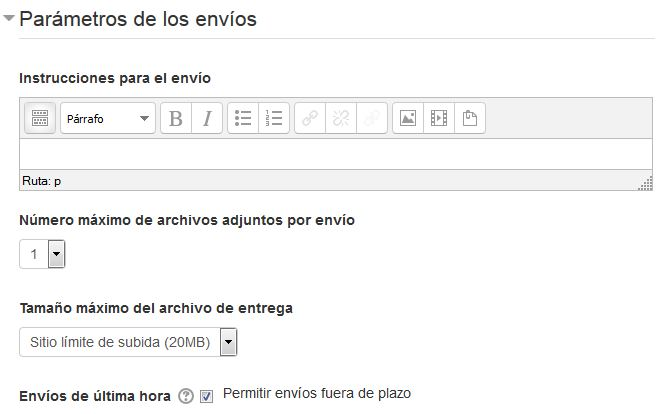 Parámetros de los envíos
Instrucciones para el envío
Párrafo B I
Ruta: p
Número máximo de archivos adjuntos por envío
1
Tamaño máximo del archivo de entrega
Sitio límite de subida (20MB)
Envíos de última hora ? Permitir envíos fuera de plazo